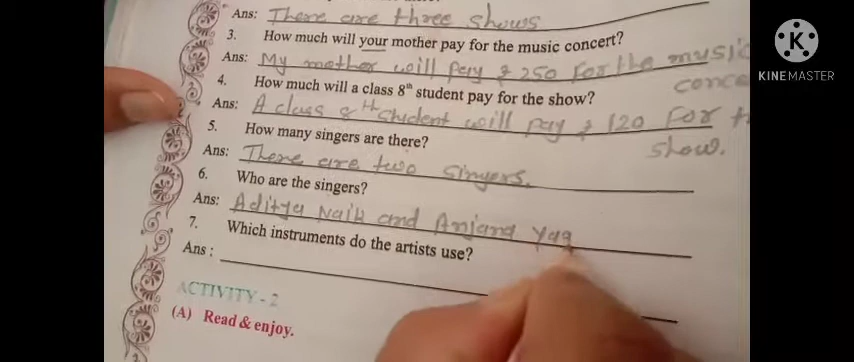 Ans: There are three shows
3. How much will your mother pay for the music concert?
Ans: My mother will pay ₹ 250 for the music
conce
4. How much will a class 8th student pay for the show?
Ans: A class 8th student will pay ₹ 120 for t
show.
5. How many singers are there?
Ans: There are two singers.
6. Who are the singers?
Ans: Aditya Naik and Anjana Yag
7. Which instruments do the artists use?
Ans :
ACTIVITY - 2
(A) Read & enjoy.
KINEMASTER